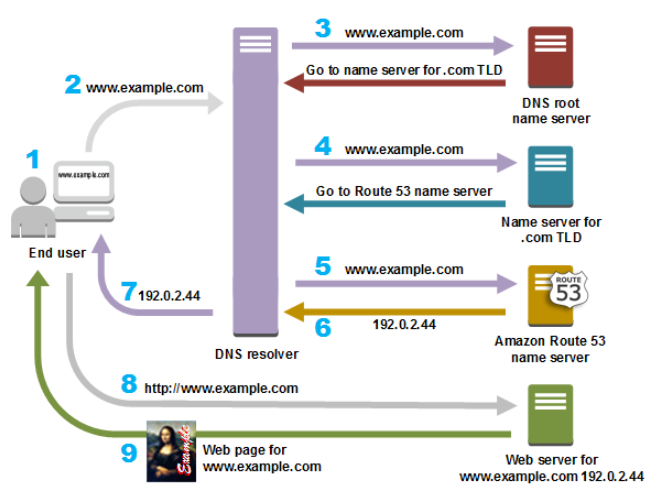 3 www.example.com
Go to name server for .com TLD
DNS root
name server
2 www.example.com
1
www.example.com
End user
4 www.example.com
Go to Route 53 name server
Name server for
.com TLD
5 www.example.com
6 192.0.2.44
ROUTE
53
Amazon Route 53
name server
7 192.0.2.44
DNS resolver
8 http://www.example.com
9
Example
Web page for
www.example.com
Web server for
www.example.com 192.0.2.44